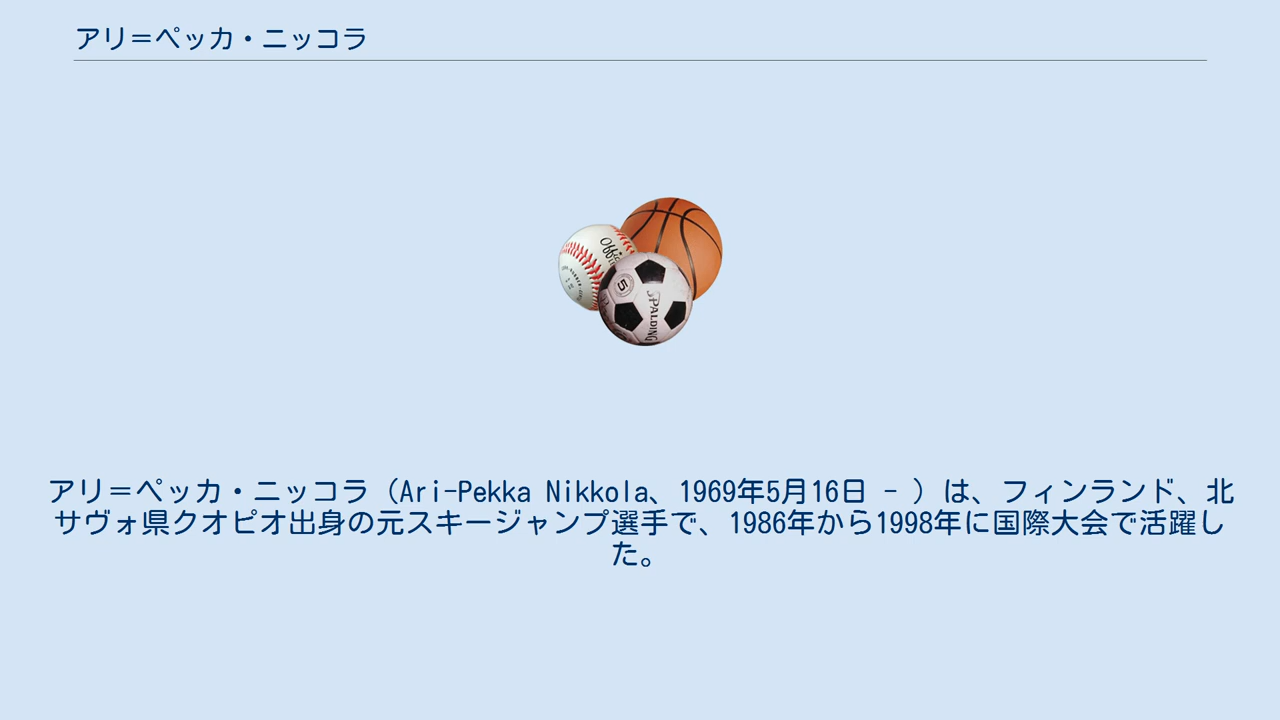 アリ＝ペッカ・ニッコラ
SPALDING
5
アリ＝ペッカ・ニッコラ（Ari-Pekka Nikkola、1969年5月16日 - ）は、フィンランド、北
サヴォ県クオピオ出身の元スキージャンプ選手で、1986年から1998年に国際大会で活躍し
た。